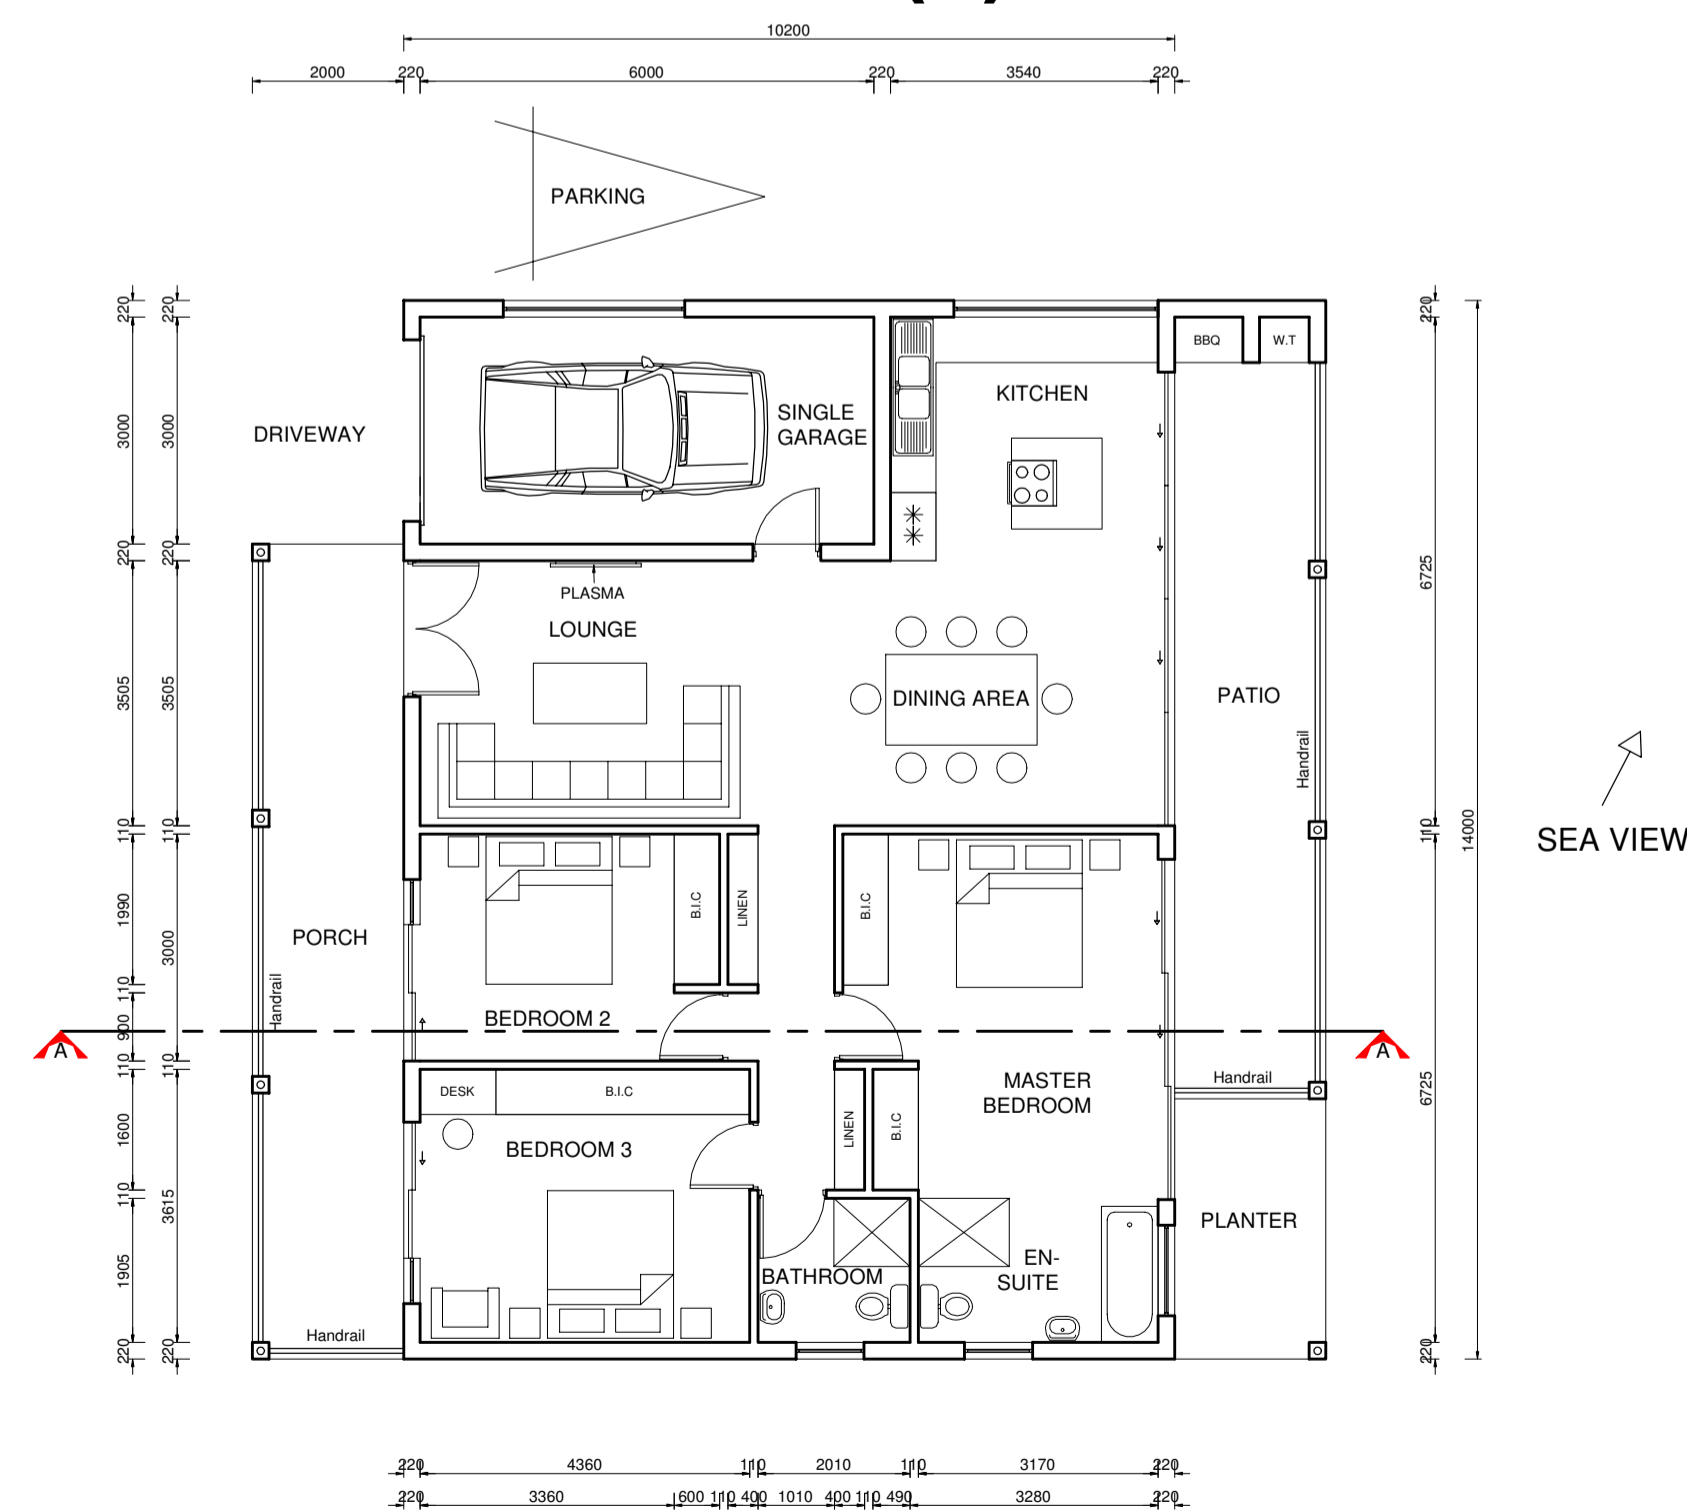 10200
2000 220 6000 220 3540 220
PARKING
220 220 220
BBQ W.T
KITCHEN
SINGLE
GARAGE
DRIVEWAY
3000 3000
220 220
6725
PLASMA
LOUNGE
3505 3505
DINING AREA
PATIO
Handrail
SEA VIEW
14000
110 110 110
B.I.C LINEN B.I.C
1990
3000
PORCH
Handrail
110
900
BEDROOM 2
A A
110 110
MASTER
BEDROOM
Handrail
6725
DESK B.I.C
LINEN B.I.C
BEDROOM 3
1600
110
3615
PLANTER
EN-
SUITE
BATHROOM
1905
Handrail
220 220 220
220 4360 110 2010 110 3170 220
220 3360 600 110 400 1010 400 110 490 3280 220